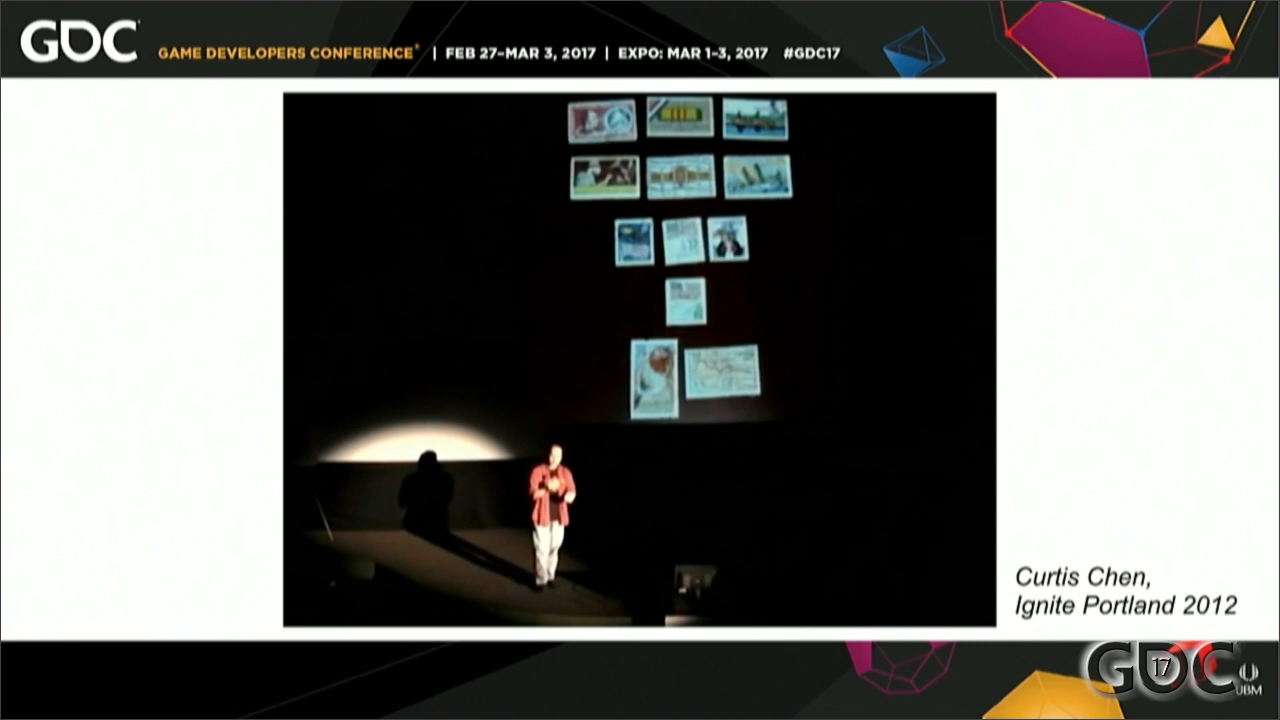 GDC GAME DEVELOPERS CONFERENCE® | FEB 27–MAR 3, 2017 | EXPO: MAR 1–3, 2017 #GDC17
Curtis Chen,
Ignite Portland 2012
GDC 17
UBM